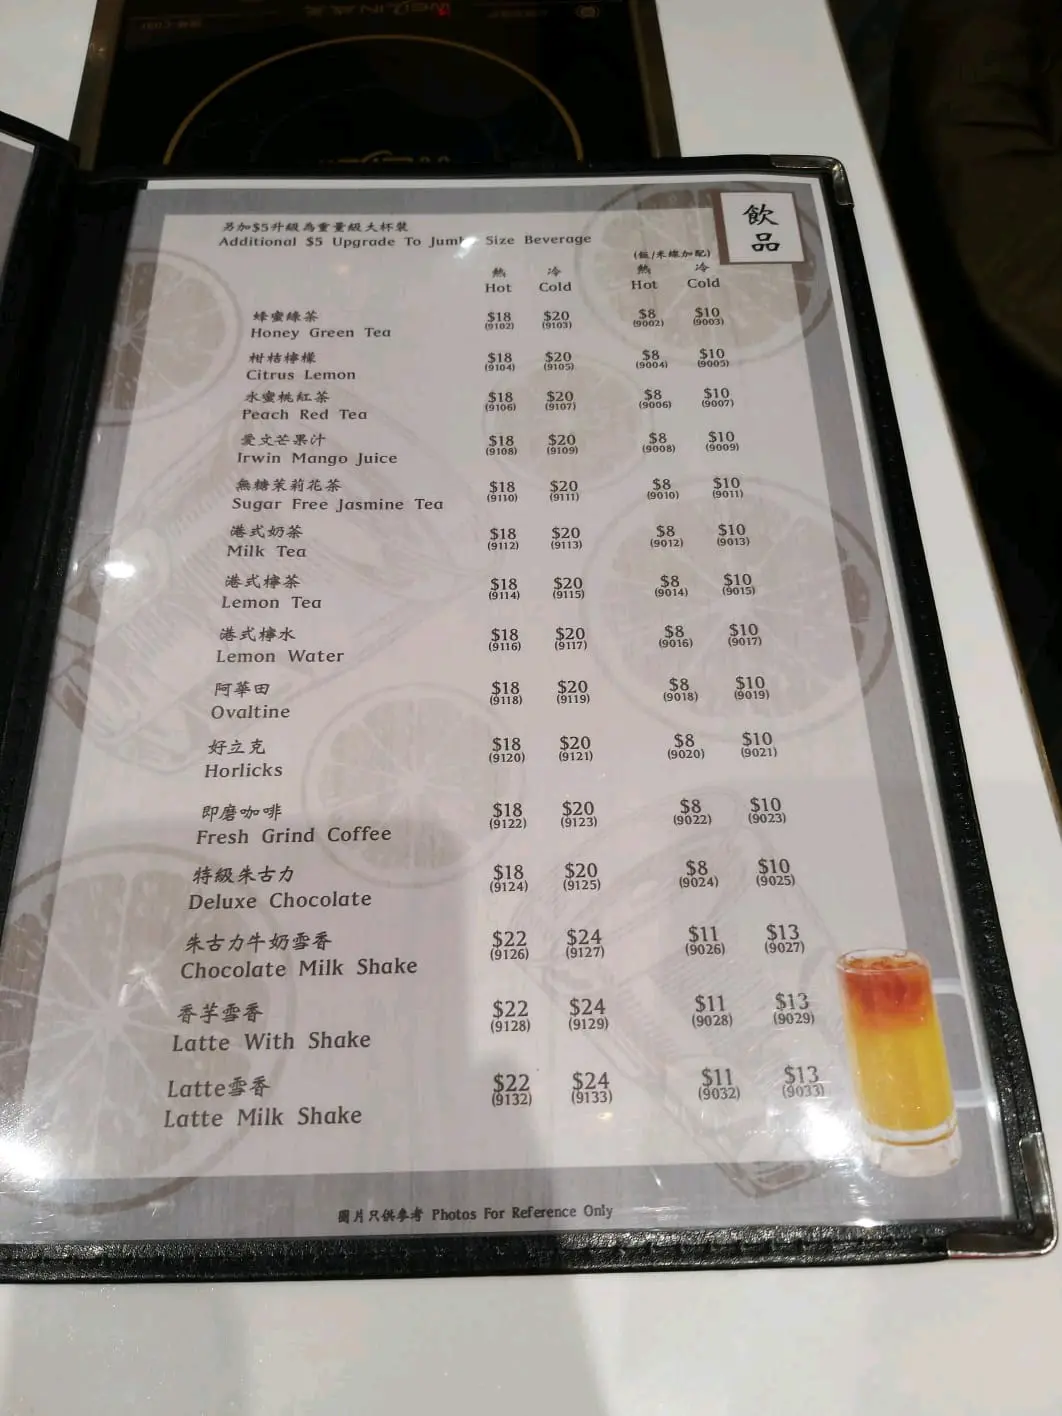 飲
品
另加$5升級為重量級大杯裝
Additional $5 Upgrade To Jumb Size Beverage
(飯/米線加配)
熱 冷 熱 冷
Hot Cold Hot Cold
蜂蜜綠茶 $18 $20 $8 $10
Honey Green Tea (9102) (9103) (9002) (9003)
柑桔檸檬 $18 $20 $8 $10
Citrus Lemon (9104) (9105) (9004) (9005)
水蜜桃紅茶 $18 $20 $8 $10
Peach Red Tea (9106) (9107) (9006) (9007)
愛文芒果汁 $18 $20 $8 $10
Irwin Mango Juice (9108) (9109) (9008) (9009)
無糖茉莉花茶 $18 $20 $8 $10
Sugar Free Jasmine Tea (9110) (9111) (9010) (9011)
港式奶茶 $18 $20 $8 $10
Milk Tea (9112) (9113) (9012) (9013)
港式檸茶 $18 $20 $8 $10
Lemon Tea (9114) (9115) (9014) (9015)
港式檸水 $18 $20 $8 $10
Lemon Water (9116) (9117) (9016) (9017)
阿華田 $18 $20 $8 $10
Ovaltine (9118) (9119) (9018) (9019)
好立克 $18 $20 $8 $10
Horlicks (9120) (9121) (9020) (9021)
即磨咖啡 $18 $20 $8 $10
Fresh Grind Coffee (9122) (9123) (9022) (9023)
特級朱古力 $18 $20 $8 $10
Deluxe Chocolate (9124) (9125) (9024) (9025)
朱古力牛奶雪香 $22 $24 $11 $13
Chocolate Milk Shake (9126) (9127) (9026) (9027)
香芋雪香 $22 $24 $11 $13
Latte With Shake (9128) (9129) (9028) (9029)
Latte雪香 $22 $24 $11 $13
Latte Milk Shake (9132) (9133) (9032) (9033)
圖片只供參考 Photos For Reference Only